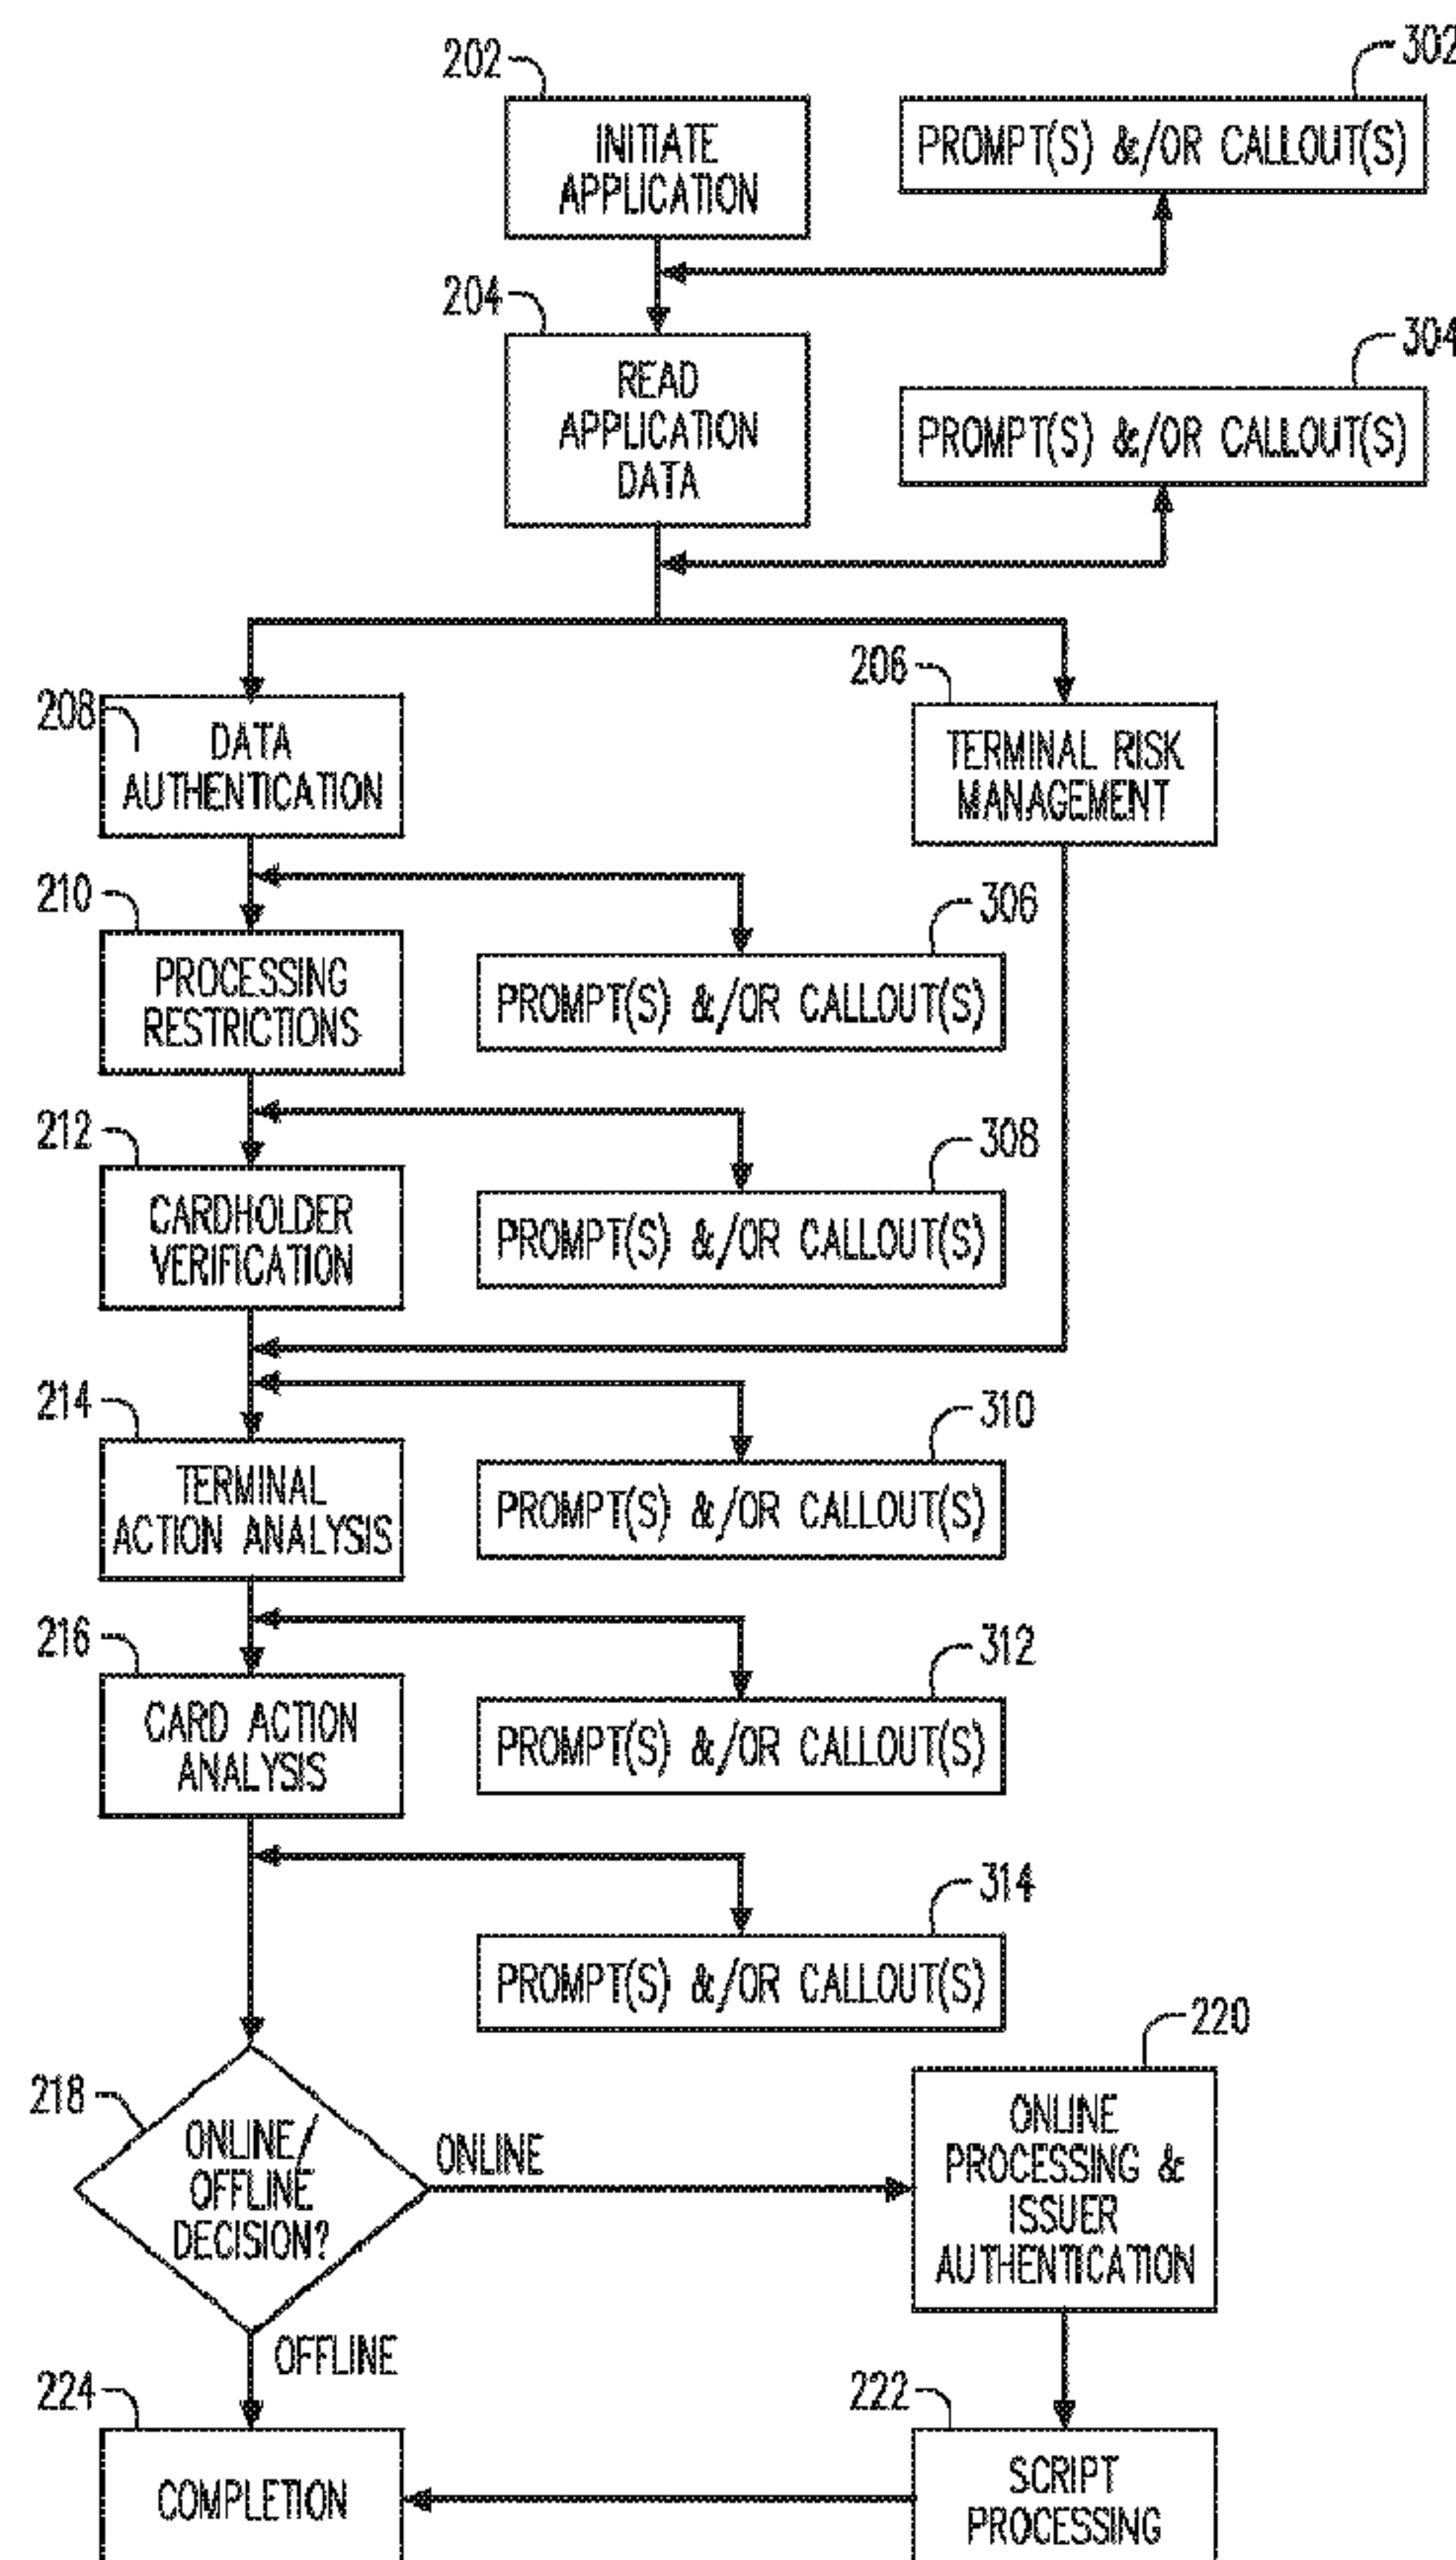 202
INITIATE
APPLICATION
302
PROMPT(S) &/OR CALLOUT(S)
204
READ
APPLICATION
DATA
304
PROMPT(S) &/OR CALLOUT(S)
208
DATA
AUTHENTICATION
206
TERMINAL RISK
MANAGEMENT
210
PROCESSING
RESTRICTIONS
306
PROMPT(S) &/OR CALLOUT(S)
212
CARDHOLDER
VERIFICATION
308
PROMPT(S) &/OR CALLOUT(S)
214
TERMINAL
ACTION ANALYSIS
310
PROMPT(S) &/OR CALLOUT(S)
216
CARD ACTION
ANALYSIS
312
PROMPT(S) &/OR CALLOUT(S)
314
PROMPT(S) &/OR CALLOUT(S)
218
ONLINE/
OFFLINE
DECISION?
ONLINE
OFFLINE
220
ONLINE
PROCESSING &
ISSUER
AUTHENTICATION
224
COMPLETION
222
SCRIPT
PROCESSING